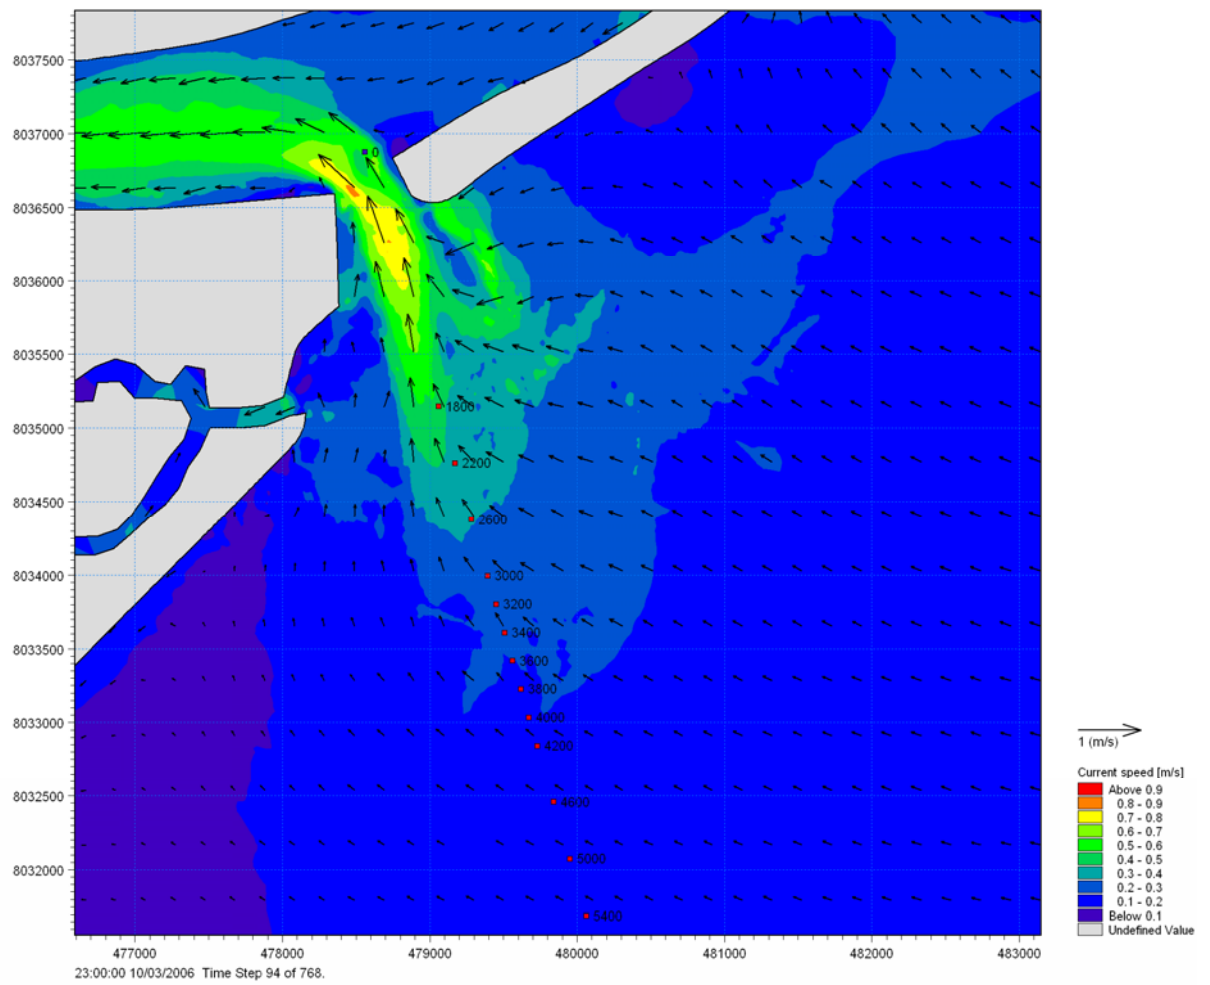 8037500
8037000
8036500
8036000
8035500
8035000
8034500
8034000
8033500
8033000
8032500
8032000
0
1800
2200
2600
3000
3200
3400
3600
3800
4000
4200
4600
5000
5400
477000 478000 479000 480000 481000 482000 483000
23:00:00 10/03/2006 Time Step 94 of 768.
1 (m/s)
Current speed [m/s]
Above 0.9
0.8 - 0.9
0.7 - 0.8
0.6 - 0.7
0.5 - 0.6
0.4 - 0.5
0.3 - 0.4
0.2 - 0.3
0.1 - 0.2
Below 0.1
Undefined Value